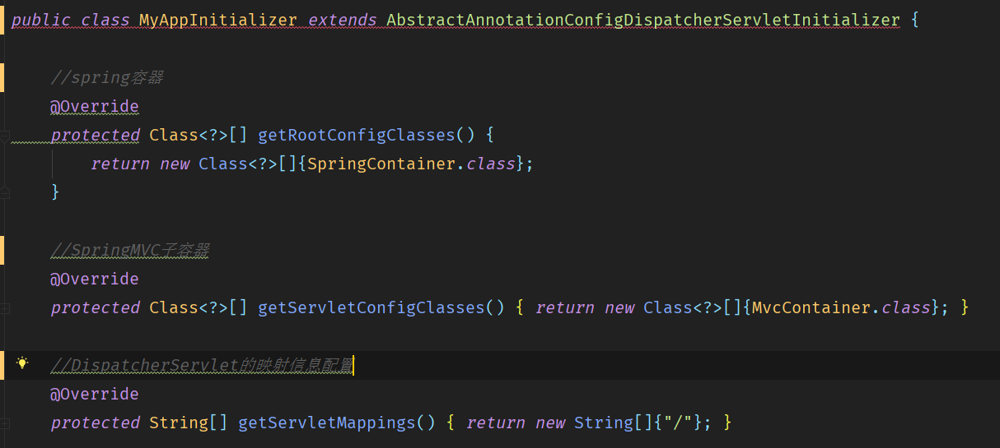 public class MyAppInitializer extends AbstractAnnotationConfigDispatcherServletInitializer {
//spring容器
@Override
protected Class<?>[] getRootConfigClasses() {
return new Class<?>[]{SpringContainer.class};
}
//SpringMVC子容器
@Override
protected Class<?>[] getServletConfigClasses() { return new Class<?>[]{MvcContainer.class}; }
//DispatcherServlet的映射信息配置
@Override
protected String[] getServletMappings() { return new String[]{"/"}; }